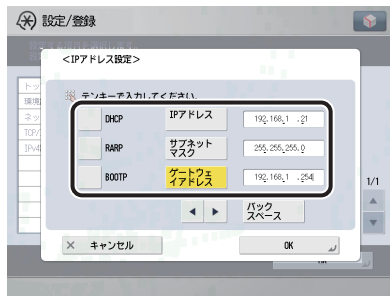 設定/登録
<IPアドレス設定>
テンキーで入力してください。
DHCP
IPアドレス
192.168.1 .21
RARP
サブネット
マスク
255.255.255.0
BOOTP
ゲートウェ
イアドレス
192.168.1 .254
1/1
バック
スペース
× キャンセル
OK